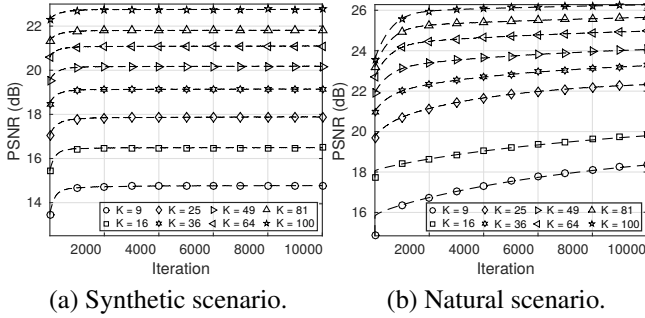 22
20
18
16
14
PSNR (dB)
K = 9 K = 25 K = 49 K = 81
K = 16 K = 36 K = 64 K = 100
2000 4000 6000 8000 10000
Iteration
(a) Synthetic scenario.
26
24
22
20
18
16
PSNR (dB)
K = 9 K = 25 K = 49 K = 81
K = 16 K = 36 K = 64 K = 100
2000 4000 6000 8000 10000
Iteration
(b) Natural scenario.